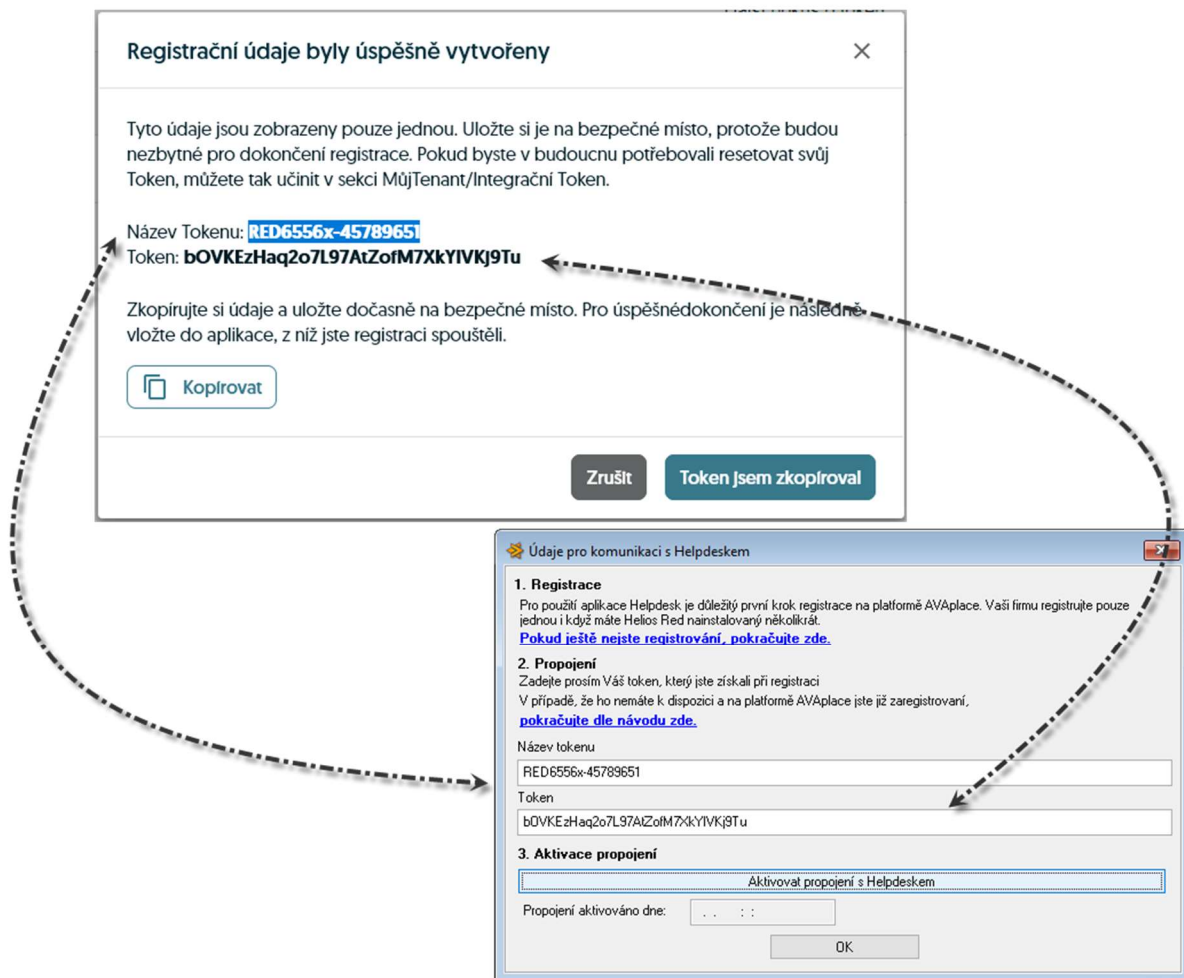 Registrační údaje byly úspěšně vytvořeny
Tyto údaje jsou zobrazeny pouze jednou. Uložte si je na bezpečné místo, protože budou
nezbytné pro dokončení registrace. Pokud byste v budoucnu potřebovali resetovat svůj
Token, můžete tak učinit v sekci MůjTenant/Integrační Token.
Název Tokenu: RED6556x-45789651
Token: bOVKEzHaq2o7L97AtZofM7XkYlVKj9Tu
Zkopírujte si údaje a uložte dočasně na bezpečné místo. Pro úspěšnédokončení je následně
vložte do aplikace, z níž jste registraci spouštěli.
Kopírovat
Zrušit
Token jsem zkopíroval
Údaje pro komunikaci s Helpdeskem
1. Registrace
Pro použití aplikace Helpdesk je důležitý první krok registrace na platformě AVAplace. Vaši firmu registrujte pouze
jednou i když máte Helios Red nainstalovaný několikrát.
Pokud ještě nejste registrování, pokračujte zde.
2. Propojení
Zadejte prosím Váš token, který jste získali při registraci
V případě, že ho nemáte k dispozici a na platformě AVAplace jste již zaregistrovaní,
pokračujte dle návodu zde.
Název tokenu
RED6556x-45789651
Token
bOVKEzHaq2o7L97AtZofM7XkYlVKj9Tu
3. Aktivace propojení
Aktivovat propojení s Helpdeskem
Propojení aktivováno dne: . . : :
OK